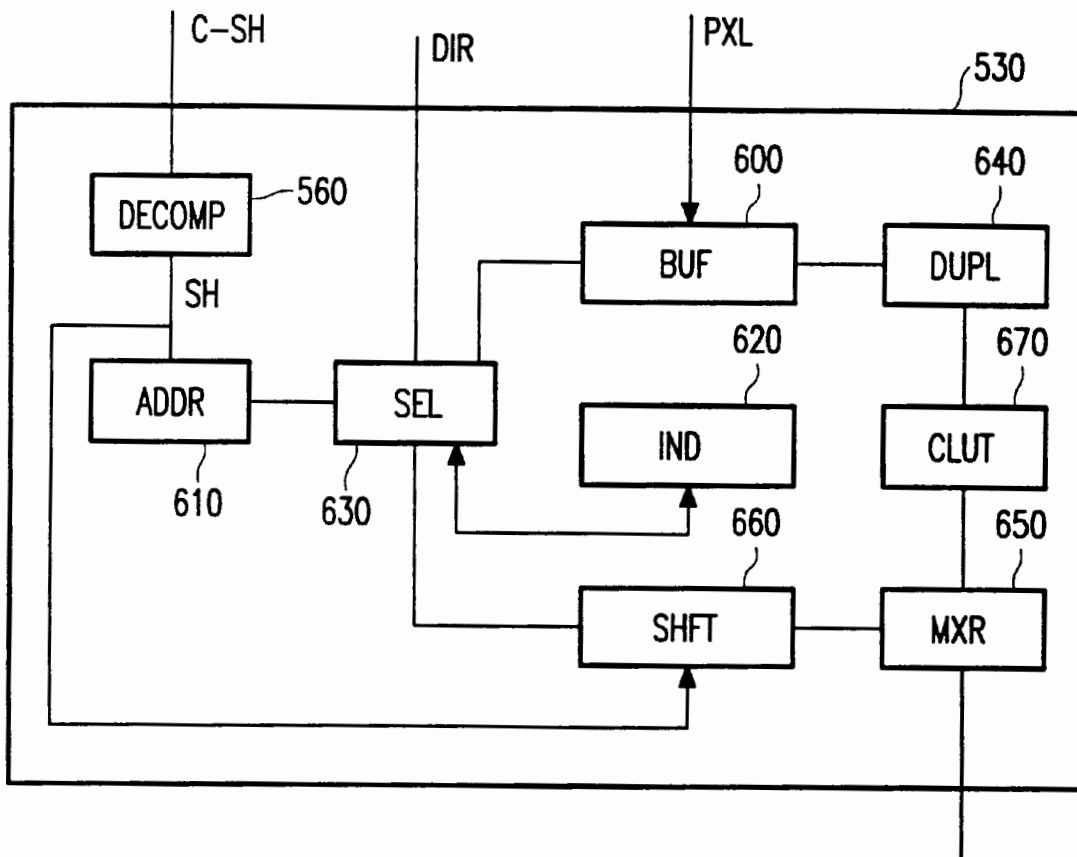 C-SH
DIR
PXL
530
600
640
DECOMP
560
BUF
DUPL
SH
620
670
ADDR
SEL
IND
CLUT
610
630
660
650
SHFT
MXR